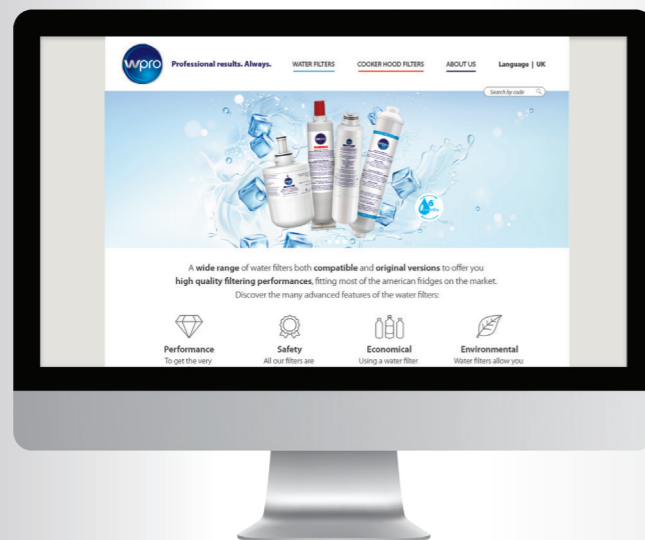 wpro
Professional results. Always.
WATER FILTERS
COOKER HOOD FILTERS
ABOUT US
Language | UK
Search by code
6
A wide range of water filters both compatible and original versions to offer you
high quality filtering performances, fitting most of the american fridges on the market.
Discover the many advanced features of the water filters:
Performance
To get the very
Safety
All our filters are
Economical
Using a water filter
Environmental
Water filters allow you